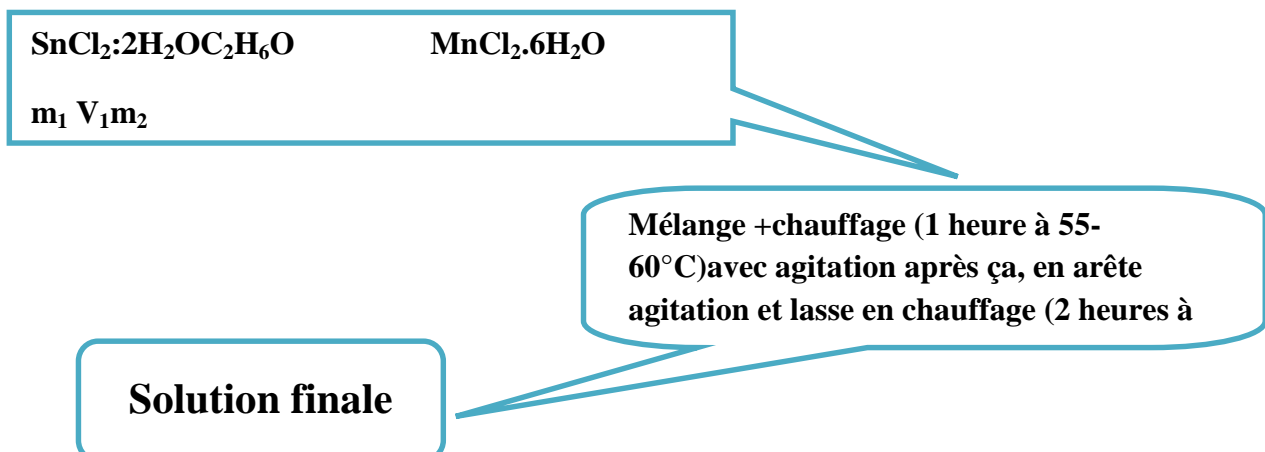 SnCl₂:2H₂OC₂H₆O MnCl₂.6H₂O
m₁ V₁m₂
Mélange +chauffage (1 heure à 55-
60°C)avec agitation après ça, en arête
agitation et lasse en chauffage (2 heures à
Solution finale